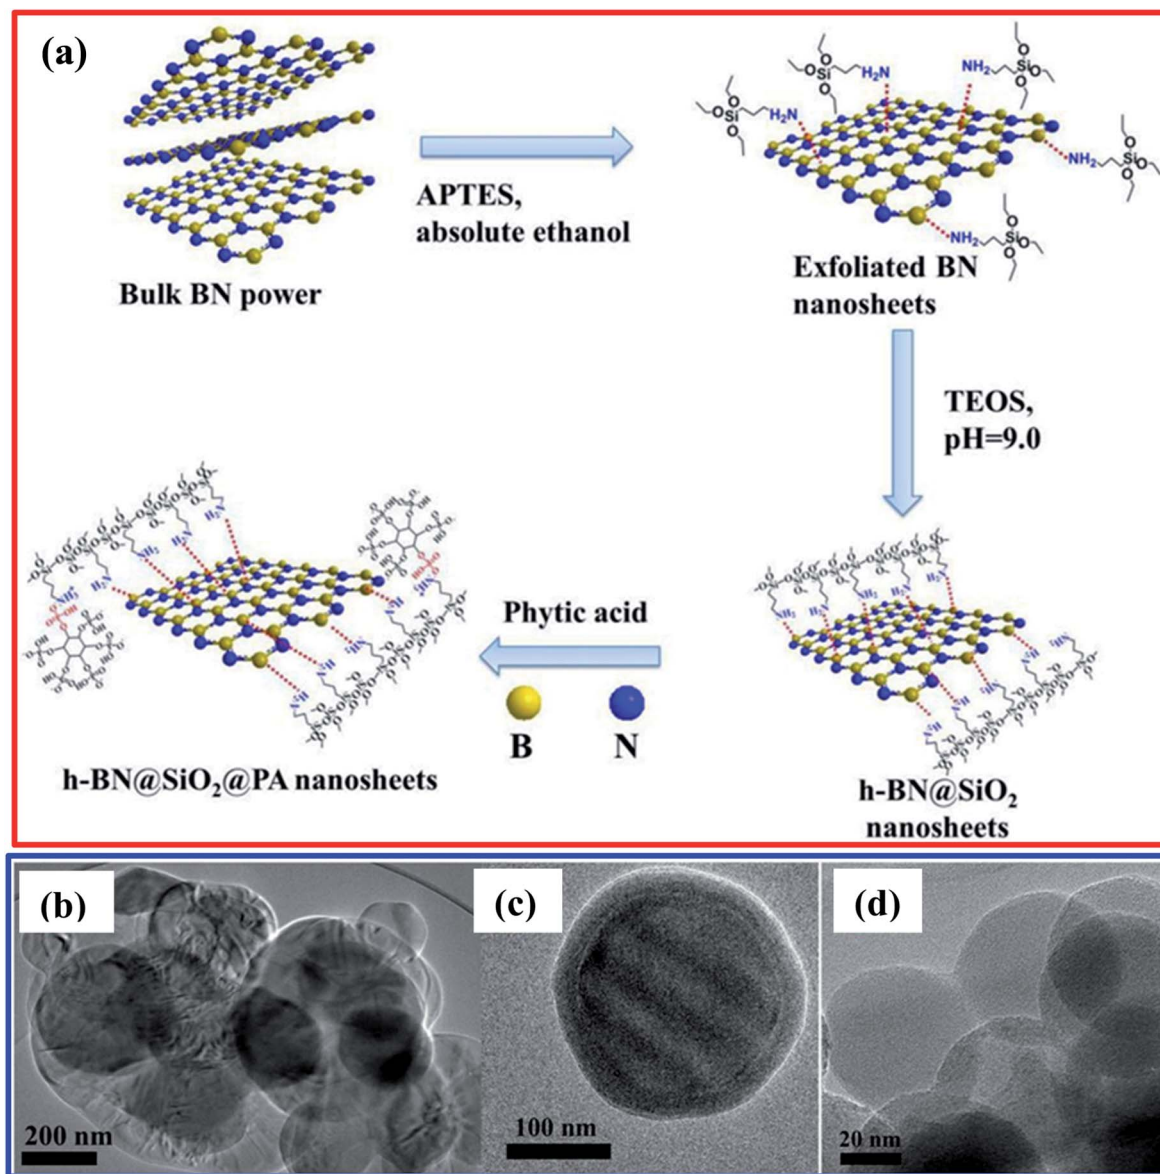 (a)
APTES,
absolute ethanol
Bulk BN power
Exfoliated BN
nanosheets
TEOS,
pH=9.0
Phytic acid
B N
h-BN@SiO₂@PA nanosheets
h-BN@SiO₂
nanosheets
(b)
200 nm
(c)
100 nm
(d)
20 nm